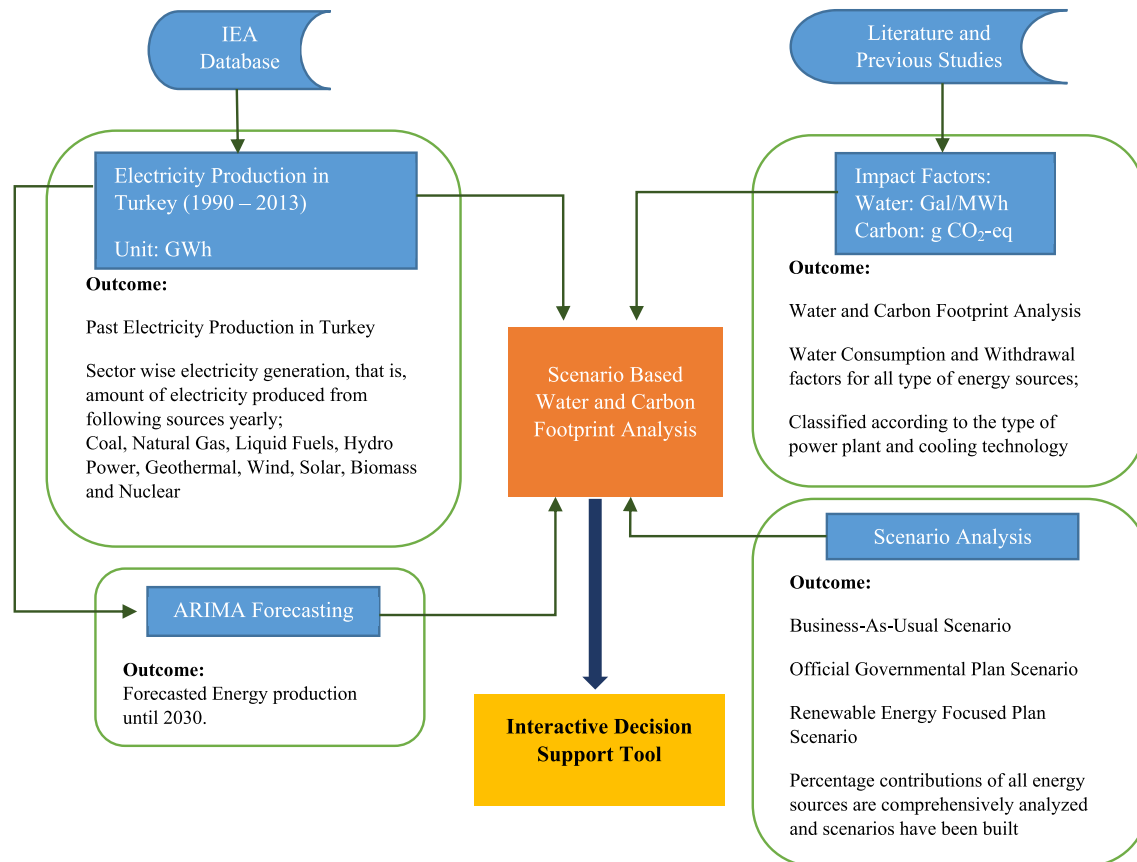 IEA
Database
Literature and
Previous Studies
Electricity Production in
Turkey (1990 – 2013)
Unit: GWh
Outcome:
Past Electricity Production in Turkey
Sector wise electricity generation, that is,
amount of electricity produced from
following sources yearly;
Coal, Natural Gas, Liquid Fuels, Hydro
Power, Geothermal, Wind, Solar, Biomass
and Nuclear
Impact Factors:
Water: Gal/MWh
Carbon: g CO₂-eq
Outcome:
Water and Carbon Footprint Analysis
Water Consumption and Withdrawal
factors for all type of energy sources;
Classified according to the type of
power plant and cooling technology
Scenario Based
Water and Carbon
Footprint Analysis
ARIMA Forecasting
Outcome:
Forecasted Energy production
until 2030.
Scenario Analysis
Outcome:
Business-As-Usual Scenario
Official Governmental Plan Scenario
Renewable Energy Focused Plan
Scenario
Percentage contributions of all energy
sources are comprehensively analyzed
and scenarios have been built
Interactive Decision
Support Tool